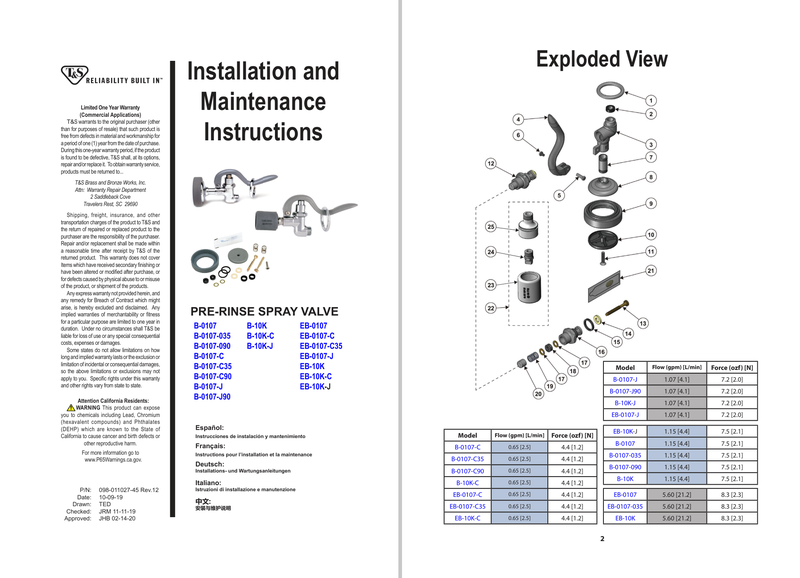 T&S
RELIABILITY BUILT IN™
Limited One Year Warranty
(Commercial Applications)
T&S warrants to the original purchaser (other
than for purposes of resale) that such product is
free from defects in material and workmanship for
a period of one (1) year from the date of purchase.
During this one-year warranty period, if the product
is found to be defective, T&S shall, at its options,
repair and/or replace it. To obtain warranty service,
products must be returned to...
T&S Brass and Bronze Works, Inc.
Attn: Warranty Repair Department
2 Saddleback Cove
Travelers Rest, SC 29690
Shipping, freight, insurance, and other
transportation charges of the product to T&S and
the return of repaired or replaced product to the
purchaser are the responsibility of the purchaser.
Repair and/or replacement shall be made within
a reasonable time after receipt by T&S of the
returned product. This warranty does not cover
Items which have received secondary finishing or
have been altered or modified after purchase, or
for defects caused by physical abuse to or misuse
of the product, or shipment of the products.
Any express warranty not provided herein, and
any remedy for Breach of Contract which might
arise, is hereby excluded and disclaimed. Any
implied warranties of merchantability or fitness
for a particular purpose are limited to one year in
duration. Under no circumstances shall T&S be
liable for loss of use or any special consequential
costs, expenses or damages.
Some states do not allow limitations on how
long and implied warranty lasts or the exclusion or
limitation of incidental or consequential damages,
so the above limitations or exclusions may not
apply to you. Specific rights under this warranty
and other rights vary from state to state.
Attention California Residents:
WARNING This product can expose
you to chemicals including Lead, Chromium
(hexavalent compounds) and Phthalates
(DEHP) which are known to the State of
California to cause cancer and birth defects or
other reproductive harm.
For more information go to
www.P65Warnings.ca.gov.
P/N: 098-011027-45 Rev.12
Date: 10-09-19
Drawn: TED
Checked: JRM 11-11-19
Approved: JHB 02-14-20
Installation and
Maintenance
Instructions
PRE-RINSE SPRAY VALVE
B-0107 B-10K EB-0107
B-0107-035 B-10K-C EB-0107-C
B-0107-090 B-10K-J EB-0107-C35
B-0107-C EB-0107-J
B-0107-C35 EB-10K
B-0107-C90 EB-10K-C
B-0107-J EB-10K-J
B-0107-J90
Español:
Instrucciones de instalación y mantenimiento
Français:
Instructions pour l'installation et la maintenance
Deutsch:
Installations- und Wartungsanleitungen
Italiano:
Istruzioni di installazione e manutenzione
中文:
安装与维护说明
Exploded View
1
2
4
6
3
7
12
8
5
9
25
10
24
11
21
23
22
13
14
15
16
17
18
17
19
20
Model Flow (gpm) [L/min] Force (ozf) [N]
B-0107-J 1.07 [4.1] 7.2 [2.0]
B-0107-J90 1.07 [4.1] 7.2 [2.0]
B-10K-J 1.07 [4.1] 7.2 [2.0]
EB-0107-J 1.07 [4.1] 7.2 [2.0]
EB-10K-J 1.15 [4.4] 7.5 [2.1]
B-0107 1.15 [4.4] 7.5 [2.1]
B-0107-035 1.15 [4.4] 7.5 [2.1]
B-0107-090 1.15 [4.4] 7.5 [2.1]
B-10K 1.15 [4.4] 7.5 [2.1]
EB-0107 5.60 [21.2] 8.3 [2.3]
EB-0107-035 5.60 [21.2] 8.3 [2.3]
EB-10K 5.60 [21.2] 8.3 [2.3]
Model Flow (gpm) [L/min] Force (ozf) [N]
B-0107-C 0.65 [2.5] 4.4 [1.2]
B-0107-C35 0.65 [2.5] 4.4 [1.2]
B-0107-C90 0.65 [2.5] 4.4 [1.2]
B-10K-C 0.65 [2.5] 4.4 [1.2]
EB-0107-C 0.65 [2.5] 4.4 [1.2]
EB-0107-C35 0.65 [2.5] 4.4 [1.2]
EB-10K-C 0.65 [2.5] 4.4 [1.2]
2